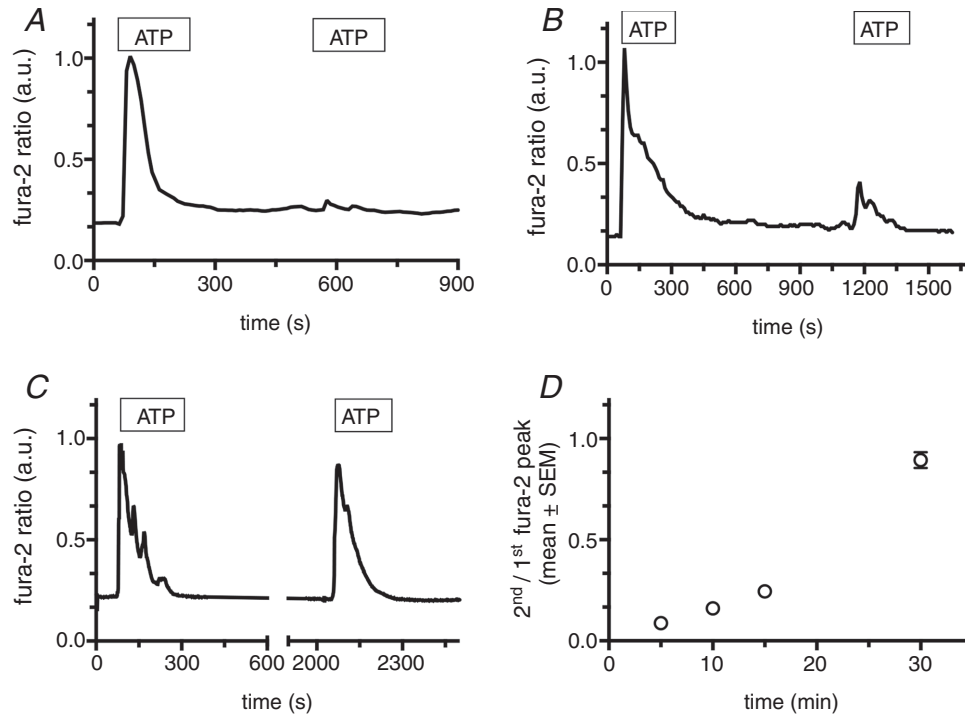 A
ATP
ATP
fura-2 ratio (a.u.)
1.0
0.5
0.0
0
300
600
900
time (s)
B
ATP
ATP
fura-2 ratio (a.u.)
1.0
0.5
0.0
0
300
600
900
1200
1500
time (s)
C
ATP
ATP
fura-2 ratio (a.u.)
1.0
0.5
0.0
0
300
600
2000
2300
time (s)
D
2nd / 1st fura-2 peak
(mean ± SEM)
1.0
0.5
0.0
0
10
20
30
time (min)